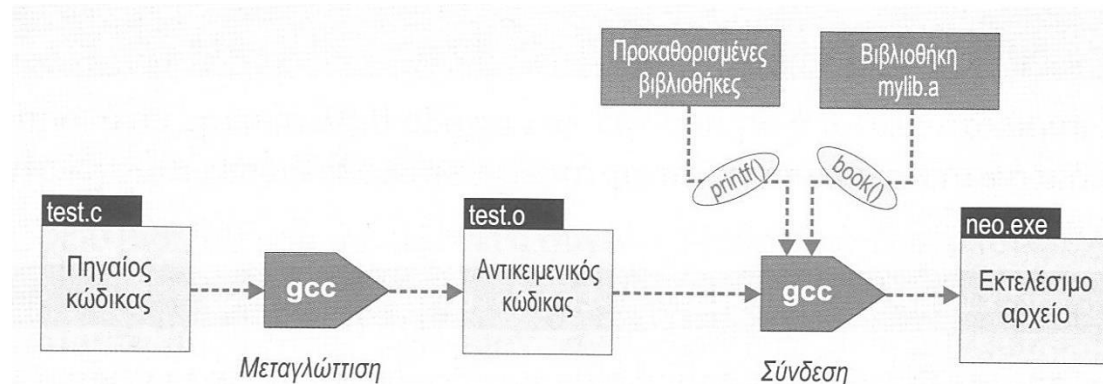 Προκαθορισμένες
βιβλιοθήκες
Βιβλιοθήκη
mylib.a
printf()
book()
test.c
Πηγαίος
κώδικας
gcc
test.o
Αντικειμενικός
κώδικας
gcc
neo.exe
Εκτελέσιμο
αρχείο
Μεταγλώττιση
Σύνδεση